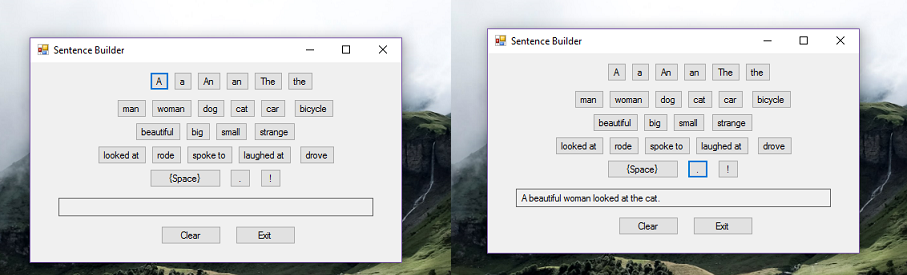 Sentence Builder
A a An an The the
man woman dog cat car bicycle
beautiful big small strange
looked at rode spoke to laughed at drove
{Space} . !
Clear Exit
Sentence Builder
A a An an The the
man woman dog cat car bicycle
beautiful big small strange
looked at rode spoke to laughed at drove
{Space} . !
A beautiful woman looked at the cat.
Clear Exit